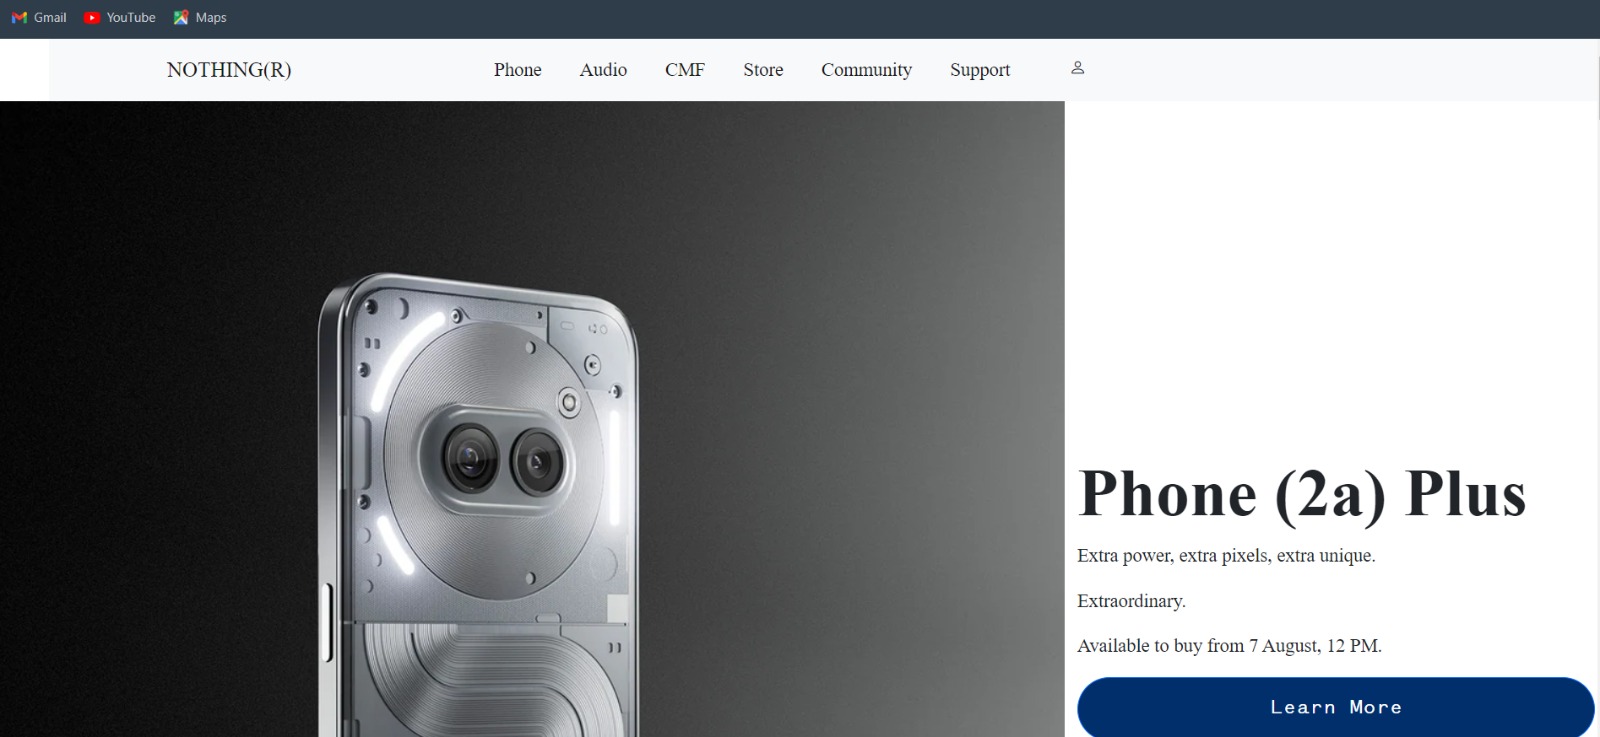 Gmail YouTube Maps
NOTHING(R) Phone Audio CMF Store Community Support
Phone (2a) Plus
Extra power, extra pixels, extra unique.
Extraordinary.
Available to buy from 7 August, 12 PM.
Learn More